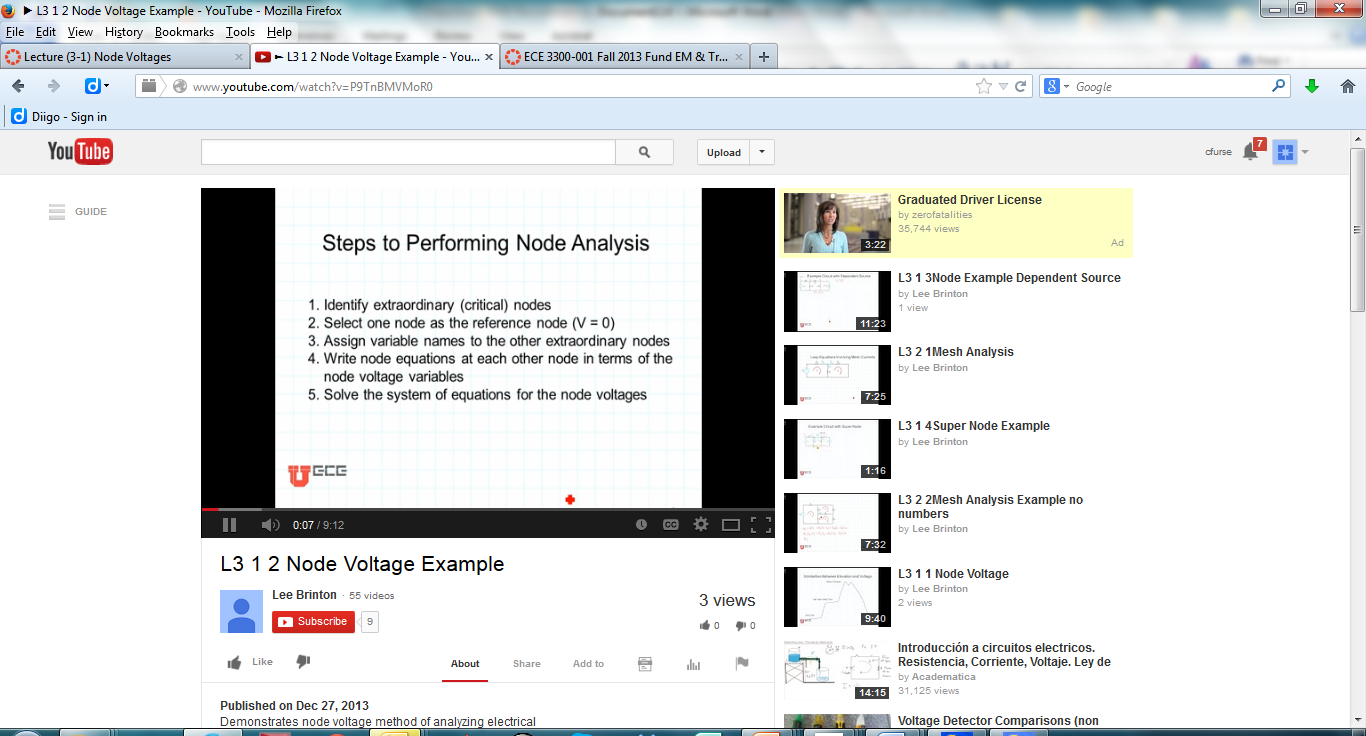 ► L3 1 2 Node Voltage Example - YouTube - Mozilla Firefox
File Edit View History Bookmarks Tools Help
Lecture (3-1) Node Voltages
► L3 1 2 Node Voltage Example - You...
ECE 3300-001 Fall 2013 Fund EM & Tr...
www.youtube.com/watch?v=P9TnBMVMoR0
Google
Diigo - Sign in
YouTube
Upload
cfurse
7
GUIDE
Steps to Performing Node Analysis
1. Identify extraordinary (critical) nodes
2. Select one node as the reference node (V = 0)
3. Assign variable names to the other extraordinary nodes
4. Write node equations at each other node in terms of the
node voltage variables
5. Solve the system of equations for the node voltages
U ECE
0:07 / 9:12
CC
L3 1 2 Node Voltage Example
Lee Brinton · 55 videos
Subscribe 9
3 views
0 0
Like
About Share Add to
Published on Dec 27, 2013
Demonstrates node voltage method of analyzing electrical
3:22
Graduated Driver License
by zerofatalities
35,744 views
Ad
11:23
L3 1 3Node Example Dependent Source
by Lee Brinton
1 view
7:25
L3 2 1Mesh Analysis
by Lee Brinton
1:16
L3 1 4Super Node Example
by Lee Brinton
7:32
L3 2 2Mesh Analysis Example no
numbers
by Lee Brinton
9:40
L3 1 1 Node Voltage
by Lee Brinton
2 views
14:15
Introducción a circuitos electricos.
Resistencia, Corriente, Voltaje. Ley de
by Academatica
31,125 views
Voltage Detector Comparisons (non